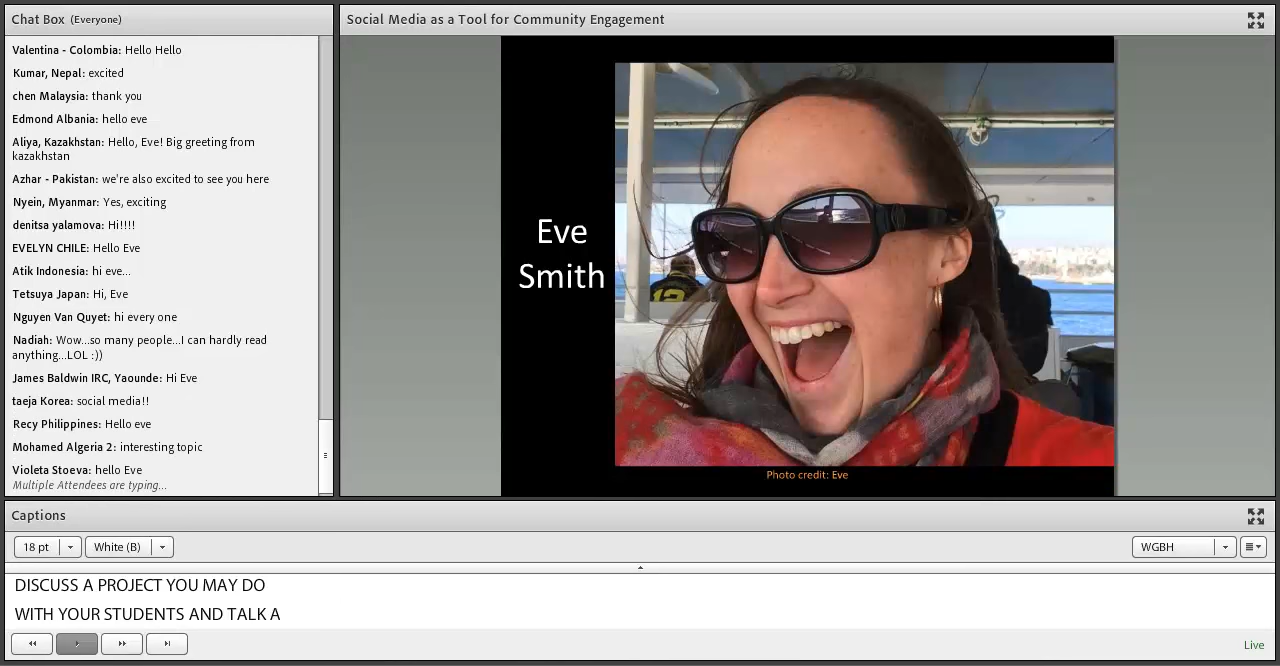 Chat Box (Everyone)
Valentina - Colombia: Hello Hello
Kumar, Nepal: excited
chen Malaysia: thank you
Edmond Albania: hello eve
Aliya, Kazakhstan: Hello, Eve! Big greeting from
kazakhstan
Azhar - Pakistan: we're also excited to see you here
Nyein, Myanmar: Yes, exciting
denitsa yalamova: Hi!!!!
EVELYN CHILE: Hello Eve
Atik Indonesia: hi eve...
Tetsuya Japan: Hi, Eve
Nguyen Van Quyet: hi every one
Nadiah: Wow...so many people...I can hardly read
anything...LOL :))
James Baldwin IRC, Yaounde: Hi Eve
taeja Korea: social media!!
Recy Philippines: Hello eve
Mohamed Algeria 2: interesting topic
Violeta Stoeva: hello Eve
Multiple Attendees are typing...
Social Media as a Tool for Community Engagement
Eve
Smith
12
Photo credit: Eve
Captions
18 pt
White (B)
WGBH
DISCUSS A PROJECT YOU MAY DO
WITH YOUR STUDENTS AND TALK A
Live